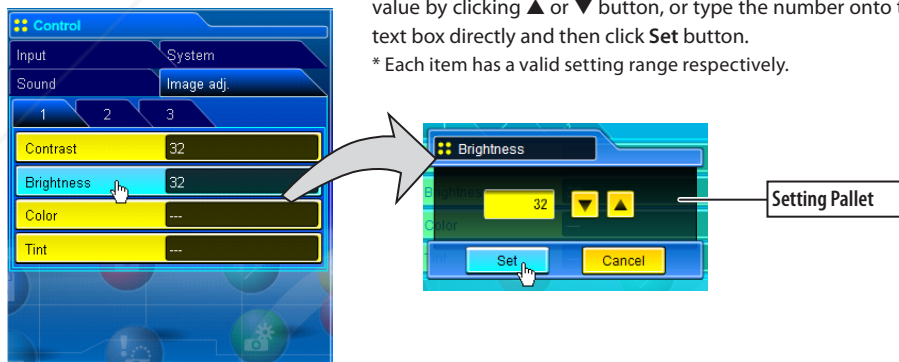 value by clicking ▲ or ▼ button, or type the number onto
text box directly and then click Set button.
* Each item has a valid setting range respectively.
Control
Input System
Sound Image adj.
1 2 3
Contrast 32
Brightness 32
Color ---
Tint ---
Brightness
Brightness
32
Color
Set Cancel
Setting Pallet